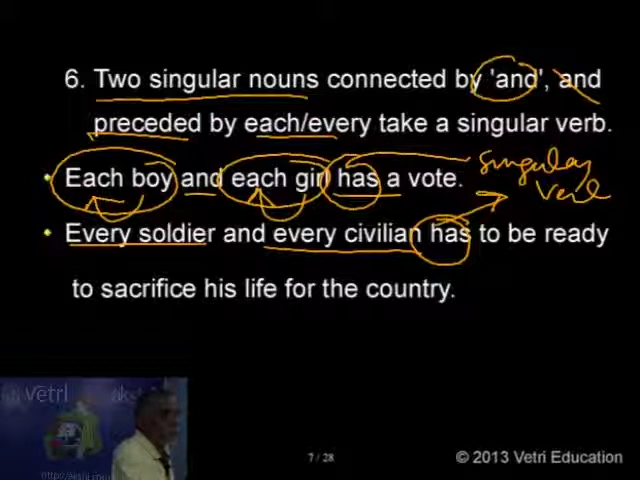 6. Two singular nouns connected by 'and', and
preceded by each/every take a singular verb.
• Each boy and each girl has a vote.
singular
verb
• Every soldier and every civilian has to be ready
to sacrifice his life for the country.
Vetri
7 / 28
© 2013 Vetri Education